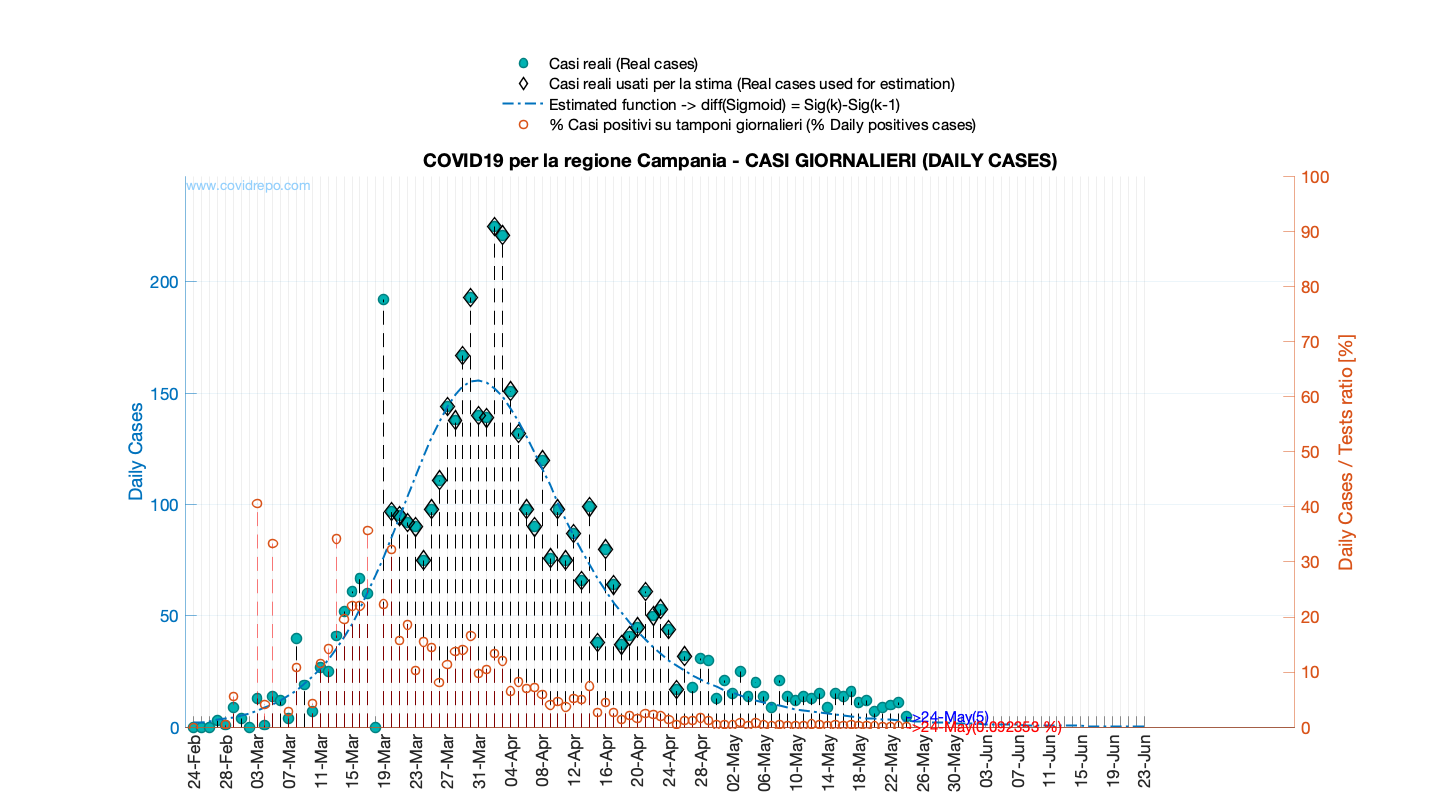 Casi reali (Real cases)
Casi reali usati per la stima (Real cases used for estimation)
Estimated function -> diff(Sigmoid) = Sig(k)-Sig(k-1)
% Casi positivi su tamponi giornalieri (% Daily positives cases)
COVID19 per la regione Campania - CASI GIORNALIERI (DAILY CASES)
www.covidrepo.com
Daily Cases
200
150
100
50
0
100
90
80
70
60
50
40
30
20
10
0
Daily Cases / Tests ratio [%]
>24-May(5)
>24-May(0.092353 %)
24-Feb
28-Feb
03-Mar
07-Mar
11-Mar
15-Mar
19-Mar
23-Mar
27-Mar
31-Mar
04-Apr
08-Apr
12-Apr
16-Apr
20-Apr
24-Apr
28-Apr
02-May
06-May
10-May
14-May
18-May
22-May
26-May
30-May
03-Jun
07-Jun
11-Jun
15-Jun
19-Jun
23-Jun